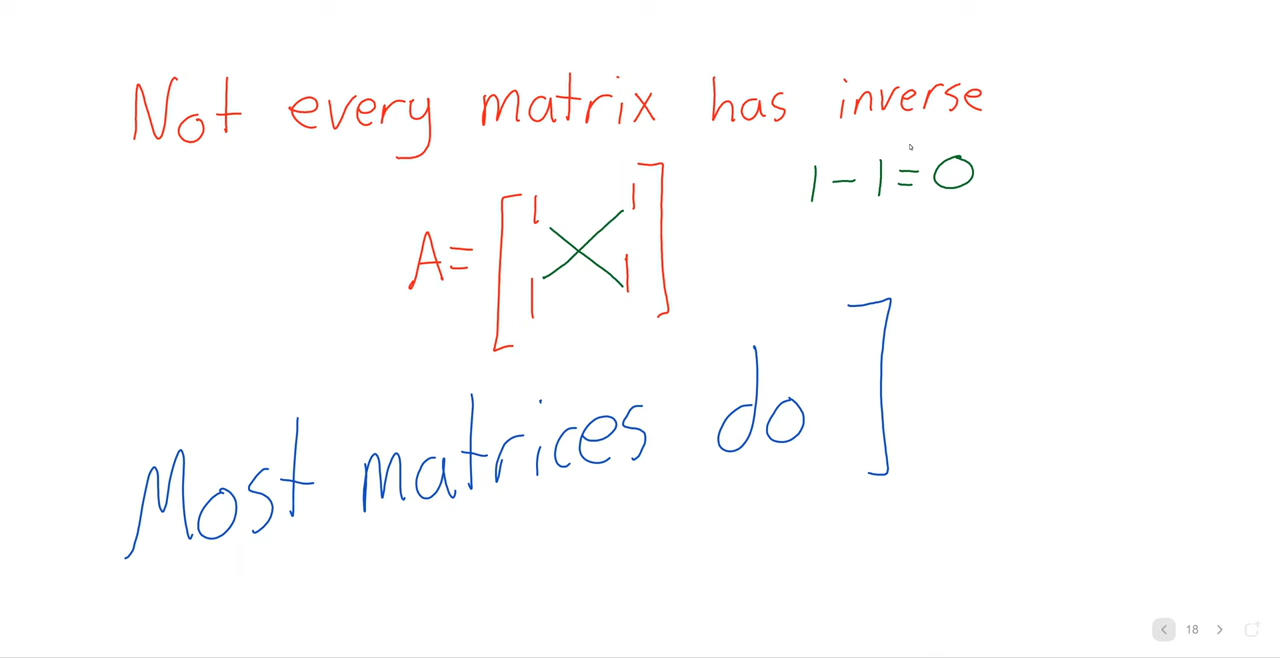 Not every matrix has inverse
1 - 1 = 0
A = [ 1 1
1 1 ]
Most matrices do ]
18